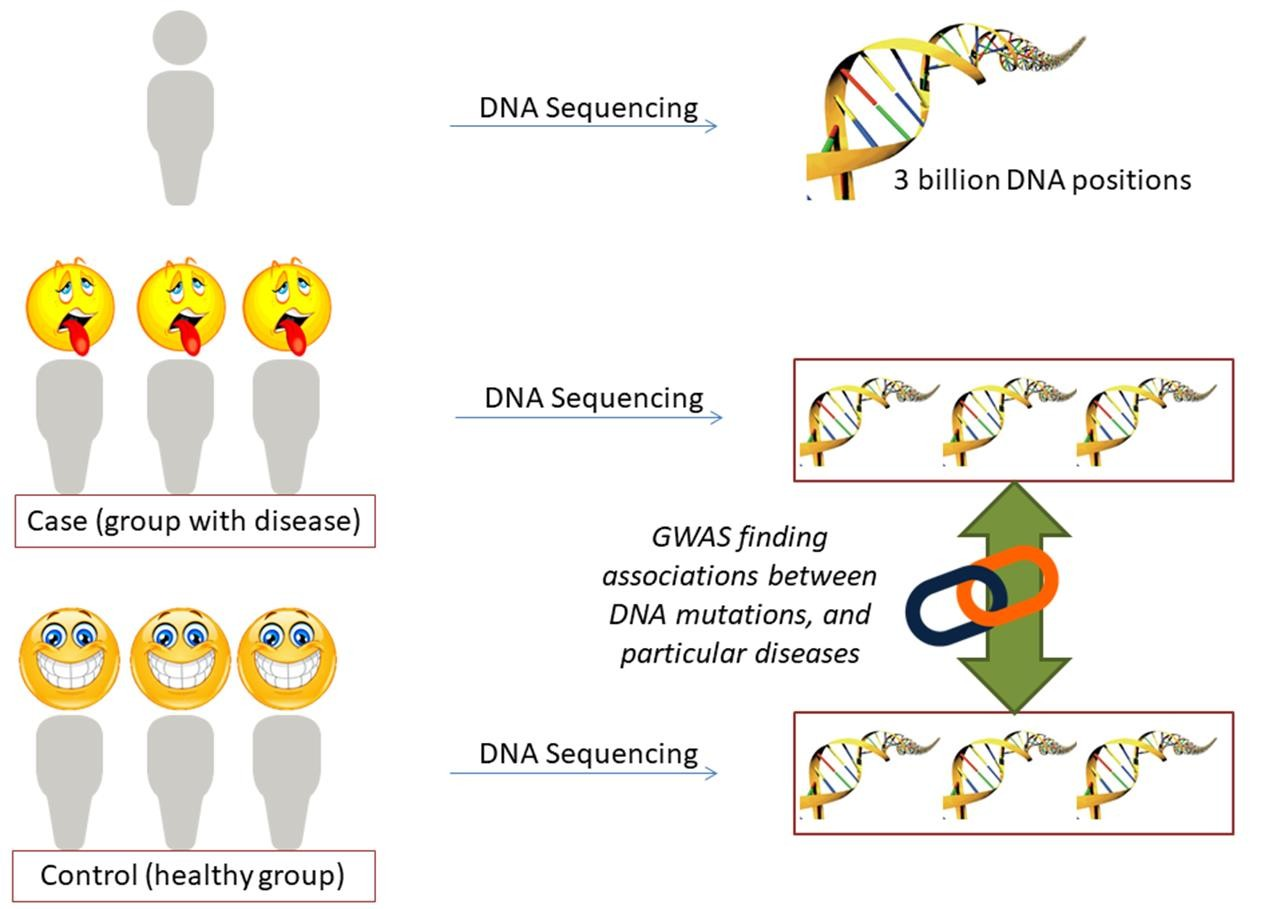 DNA Sequencing
3 billion DNA positions
DNA Sequencing
Case (group with disease)
GWAS finding
associations between
DNA mutations, and
particular diseases
DNA Sequencing
Control (healthy group)